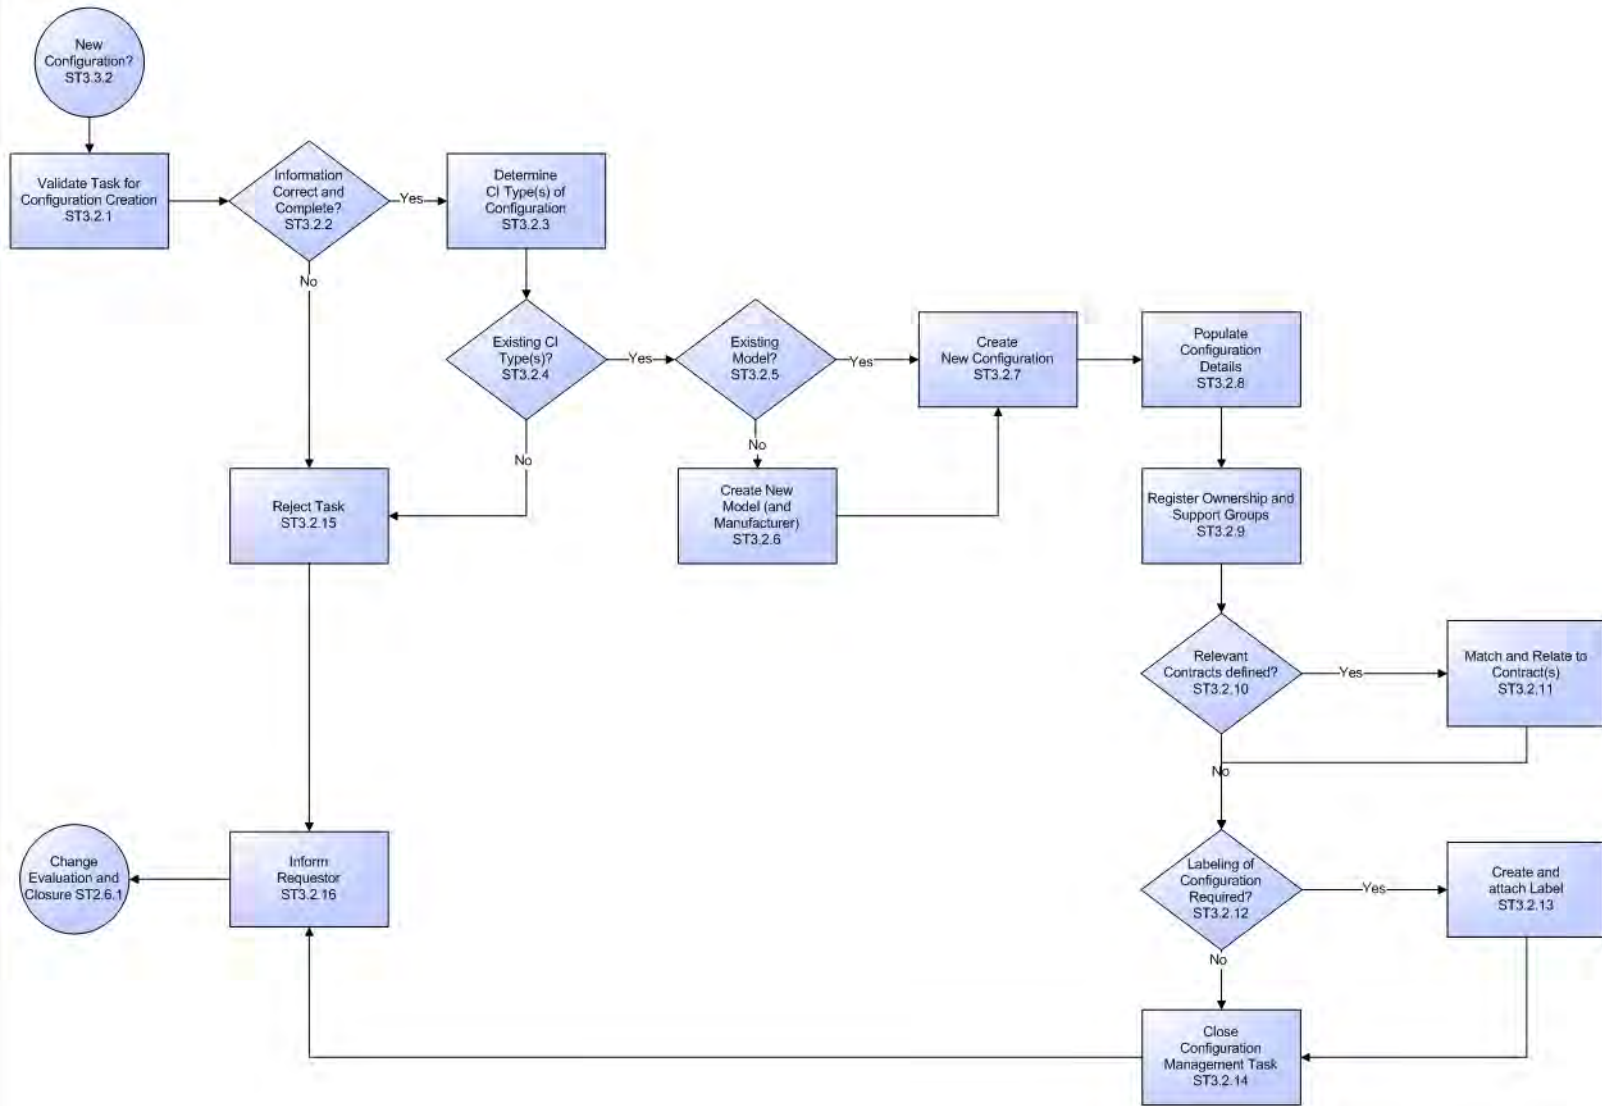 New
Configuration?
ST3.3.2
Validate Task for
Configuration Creation
ST3.2.1
Information
Correct and
Complete?
ST3.2.2
Yes
Determine
CI Type(s) of
Configuration
ST3.2.3
No
Existing CI
Type(s)?
ST3.2.4
Yes
Existing
Model?
ST3.2.5
Yes
Create
New Configuration
ST3.2.7
Populate
Configuration
Details
ST3.2.8
No
No
Reject Task
ST3.2.15
Create New
Model (and
Manufacturer)
ST3.2.6
Register Ownership and
Support Groups
ST3.2.9
Relevant
Contracts defined?
ST3.2.10
Yes
Match and Relate to
Contract(s)
ST3.2.11
No
Change
Evaluation and
Closure ST2.6.1
Inform
Requestor
ST3.2.16
Labeling of
Configuration
Required?
ST3.2.12
Yes
Create and
attach Label
ST3.2.13
No
Close
Configuration
Management Task
ST3.2.14